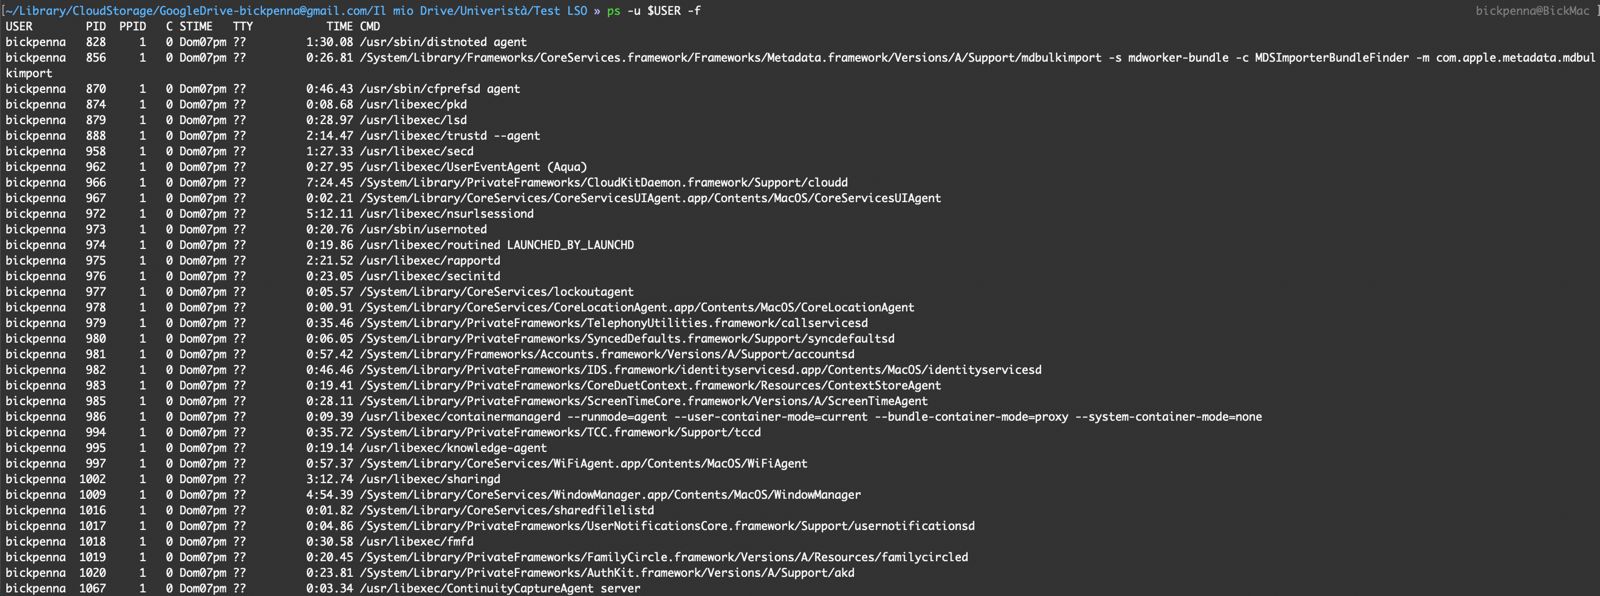 [~/Library/CloudStorage/GoogleDrive-bickpenna@gmail.com/Il mio Drive/Univeristà/Test LSO » ps -u $USER -f bickpenna@BickMac ]
USER PID PPID C STIME TTY TIME CMD
bickpenna 828 1 0 Dom07pm ?? 1:30.08 /usr/sbin/distnoted agent
bickpenna 856 1 0 Dom07pm ?? 0:26.81 /System/Library/Frameworks/CoreServices.framework/Frameworks/Metadata.framework/Versions/A/Support/mdbulkimport -s mdworker-bundle -c MDSImporterBundleFinder -m com.apple.metadata.mdbul
kimport
bickpenna 870 1 0 Dom07pm ?? 0:46.43 /usr/sbin/cfprefsd agent
bickpenna 874 1 0 Dom07pm ?? 0:08.68 /usr/libexec/pkd
bickpenna 879 1 0 Dom07pm ?? 0:28.97 /usr/libexec/lsd
bickpenna 888 1 0 Dom07pm ?? 2:14.47 /usr/libexec/trustd --agent
bickpenna 958 1 0 Dom07pm ?? 1:27.33 /usr/libexec/secd
bickpenna 962 1 0 Dom07pm ?? 0:27.95 /usr/libexec/UserEventAgent (Aqua)
bickpenna 966 1 0 Dom07pm ?? 7:24.45 /System/Library/PrivateFrameworks/CloudKitDaemon.framework/Support/cloudd
bickpenna 967 1 0 Dom07pm ?? 0:02.21 /System/Library/CoreServices/CoreServicesUIAgent.app/Contents/MacOS/CoreServicesUIAgent
bickpenna 972 1 0 Dom07pm ?? 5:12.11 /usr/libexec/nsurlsessiond
bickpenna 973 1 0 Dom07pm ?? 0:20.76 /usr/sbin/usernoted
bickpenna 974 1 0 Dom07pm ?? 0:19.86 /usr/libexec/routined LAUNCHED_BY_LAUNCHD
bickpenna 975 1 0 Dom07pm ?? 2:21.52 /usr/libexec/rapportd
bickpenna 976 1 0 Dom07pm ?? 0:23.05 /usr/libexec/secinitd
bickpenna 977 1 0 Dom07pm ?? 0:05.57 /System/Library/CoreServices/lockoutagent
bickpenna 978 1 0 Dom07pm ?? 0:00.91 /System/Library/CoreServices/CoreLocationAgent.app/Contents/MacOS/CoreLocationAgent
bickpenna 979 1 0 Dom07pm ?? 0:35.46 /System/Library/PrivateFrameworks/TelephonyUtilities.framework/callservicesd
bickpenna 980 1 0 Dom07pm ?? 0:06.05 /System/Library/PrivateFrameworks/SyncedDefaults.framework/Support/syncdefaultsd
bickpenna 981 1 0 Dom07pm ?? 0:57.42 /System/Library/Frameworks/Accounts.framework/Versions/A/Support/accountsd
bickpenna 982 1 0 Dom07pm ?? 0:46.46 /System/Library/PrivateFrameworks/IDS.framework/identityservicesd.app/Contents/MacOS/identityservicesd
bickpenna 983 1 0 Dom07pm ?? 0:19.41 /System/Library/PrivateFrameworks/CoreDuetContext.framework/Resources/ContextStoreAgent
bickpenna 985 1 0 Dom07pm ?? 0:28.11 /System/Library/PrivateFrameworks/ScreenTimeCore.framework/Versions/A/ScreenTimeAgent
bickpenna 986 1 0 Dom07pm ?? 0:09.39 /usr/libexec/containermanagerd --runmode=agent --user-container-mode=current --bundle-container-mode=proxy --system-container-mode=none
bickpenna 994 1 0 Dom07pm ?? 0:35.72 /System/Library/PrivateFrameworks/TCC.framework/Support/tccd
bickpenna 995 1 0 Dom07pm ?? 0:19.14 /usr/libexec/knowledge-agent
bickpenna 997 1 0 Dom07pm ?? 0:57.37 /System/Library/CoreServices/WiFiAgent.app/Contents/MacOS/WiFiAgent
bickpenna 1002 1 0 Dom07pm ?? 3:12.74 /usr/libexec/sharingd
bickpenna 1009 1 0 Dom07pm ?? 4:54.39 /System/Library/CoreServices/WindowManager.app/Contents/MacOS/WindowManager
bickpenna 1016 1 0 Dom07pm ?? 0:01.82 /System/Library/CoreServices/sharedfilelistd
bickpenna 1017 1 0 Dom07pm ?? 0:04.86 /System/Library/PrivateFrameworks/UserNotificationsCore.framework/Support/usernotificationsd
bickpenna 1018 1 0 Dom07pm ?? 0:30.58 /usr/libexec/fmfd
bickpenna 1019 1 0 Dom07pm ?? 0:20.45 /System/Library/PrivateFrameworks/FamilyCircle.framework/Versions/A/Resources/familycircled
bickpenna 1020 1 0 Dom07pm ?? 0:23.81 /System/Library/PrivateFrameworks/AuthKit.framework/Versions/A/Support/akd
bickpenna 1067 1 0 Dom07pm ?? 0:03.34 /usr/libexec/ContinuityCaptureAgent server